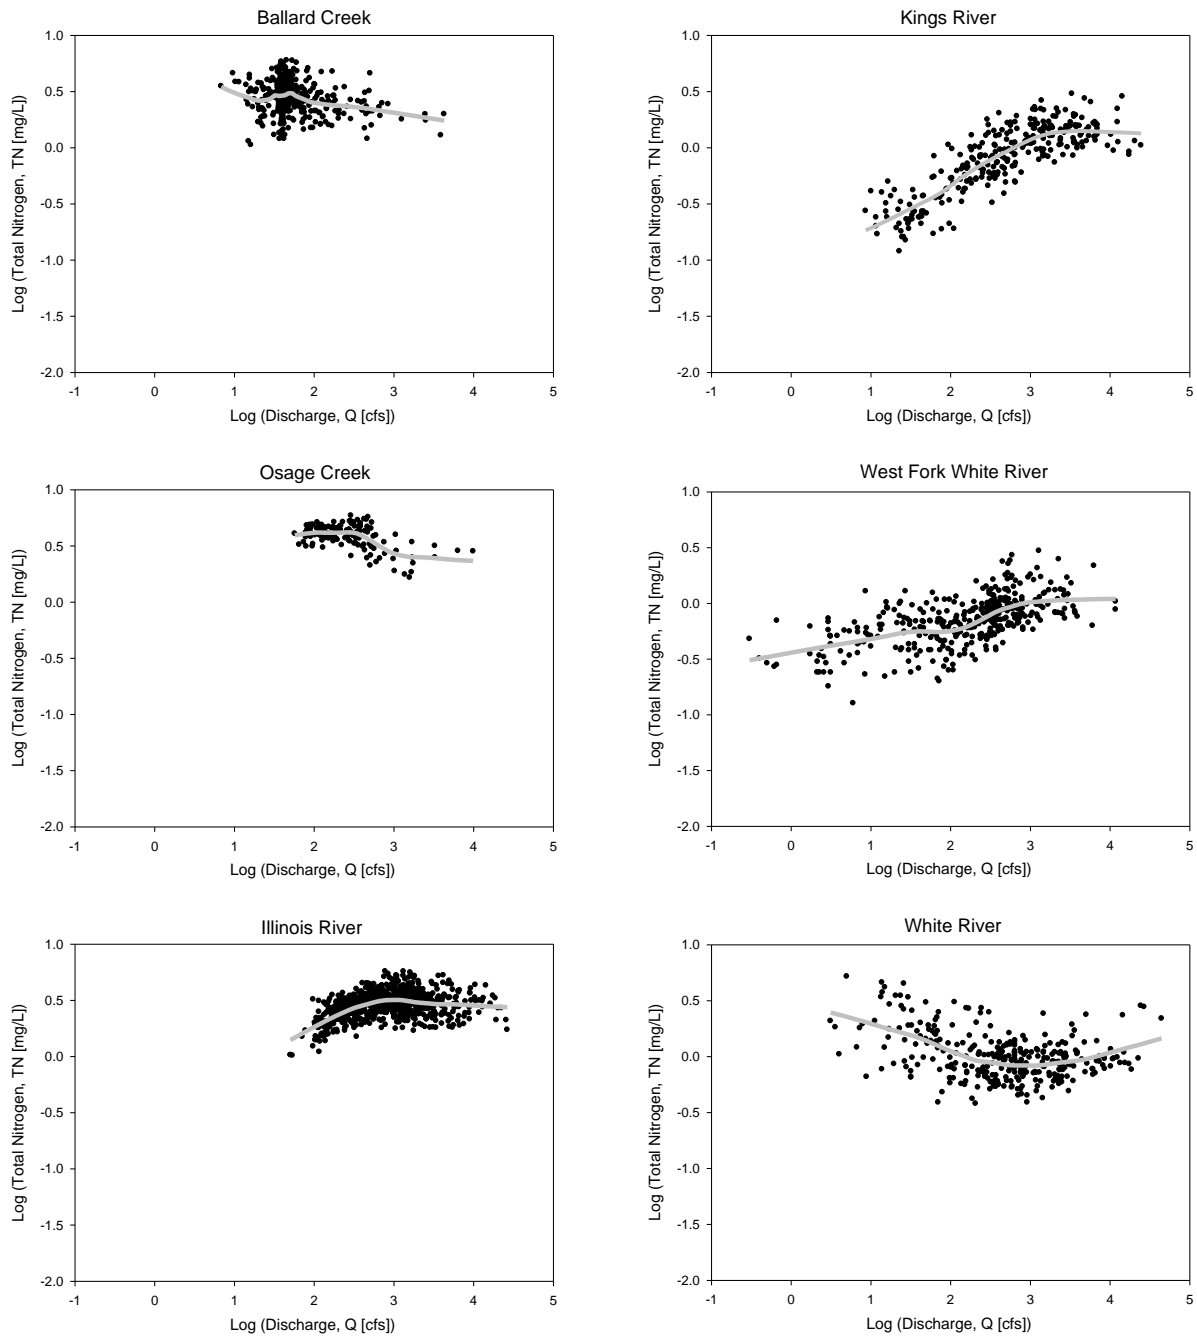 Ballard Creek
Log (Total Nitrogen, TN [mg/L])
1.0
0.5
0.0
-0.5
-1.0
-1.5
-2.0
-1 0 1 2 3 4 5
Log (Discharge, Q [cfs])
Kings River
Log (Total Nitrogen, TN [mg/L])
1.0
0.5
0.0
-0.5
-1.0
-1.5
-2.0
-1 0 1 2 3 4 5
Log (Discharge, Q [cfs])
Osage Creek
Log (Total Nitrogen, TN [mg/L])
1.0
0.5
0.0
-0.5
-1.0
-1.5
-2.0
-1 0 1 2 3 4 5
Log (Discharge, Q [cfs])
West Fork White River
Log (Total Nitrogen, TN [mg/L])
1.0
0.5
0.0
-0.5
-1.0
-1.5
-2.0
-1 0 1 2 3 4 5
Log (Discharge, Q [cfs])
Illinois River
Log (Total Nitrogen, TN [mg/L])
1.0
0.5
0.0
-0.5
-1.0
-1.5
-2.0
-1 0 1 2 3 4 5
Log (Discharge, Q [cfs])
White River
Log (Total Nitrogen, TN [mg/L])
1.0
0.5
0.0
-0.5
-1.0
-1.5
-2.0
-1 0 1 2 3 4 5
Log (Discharge, Q [cfs])